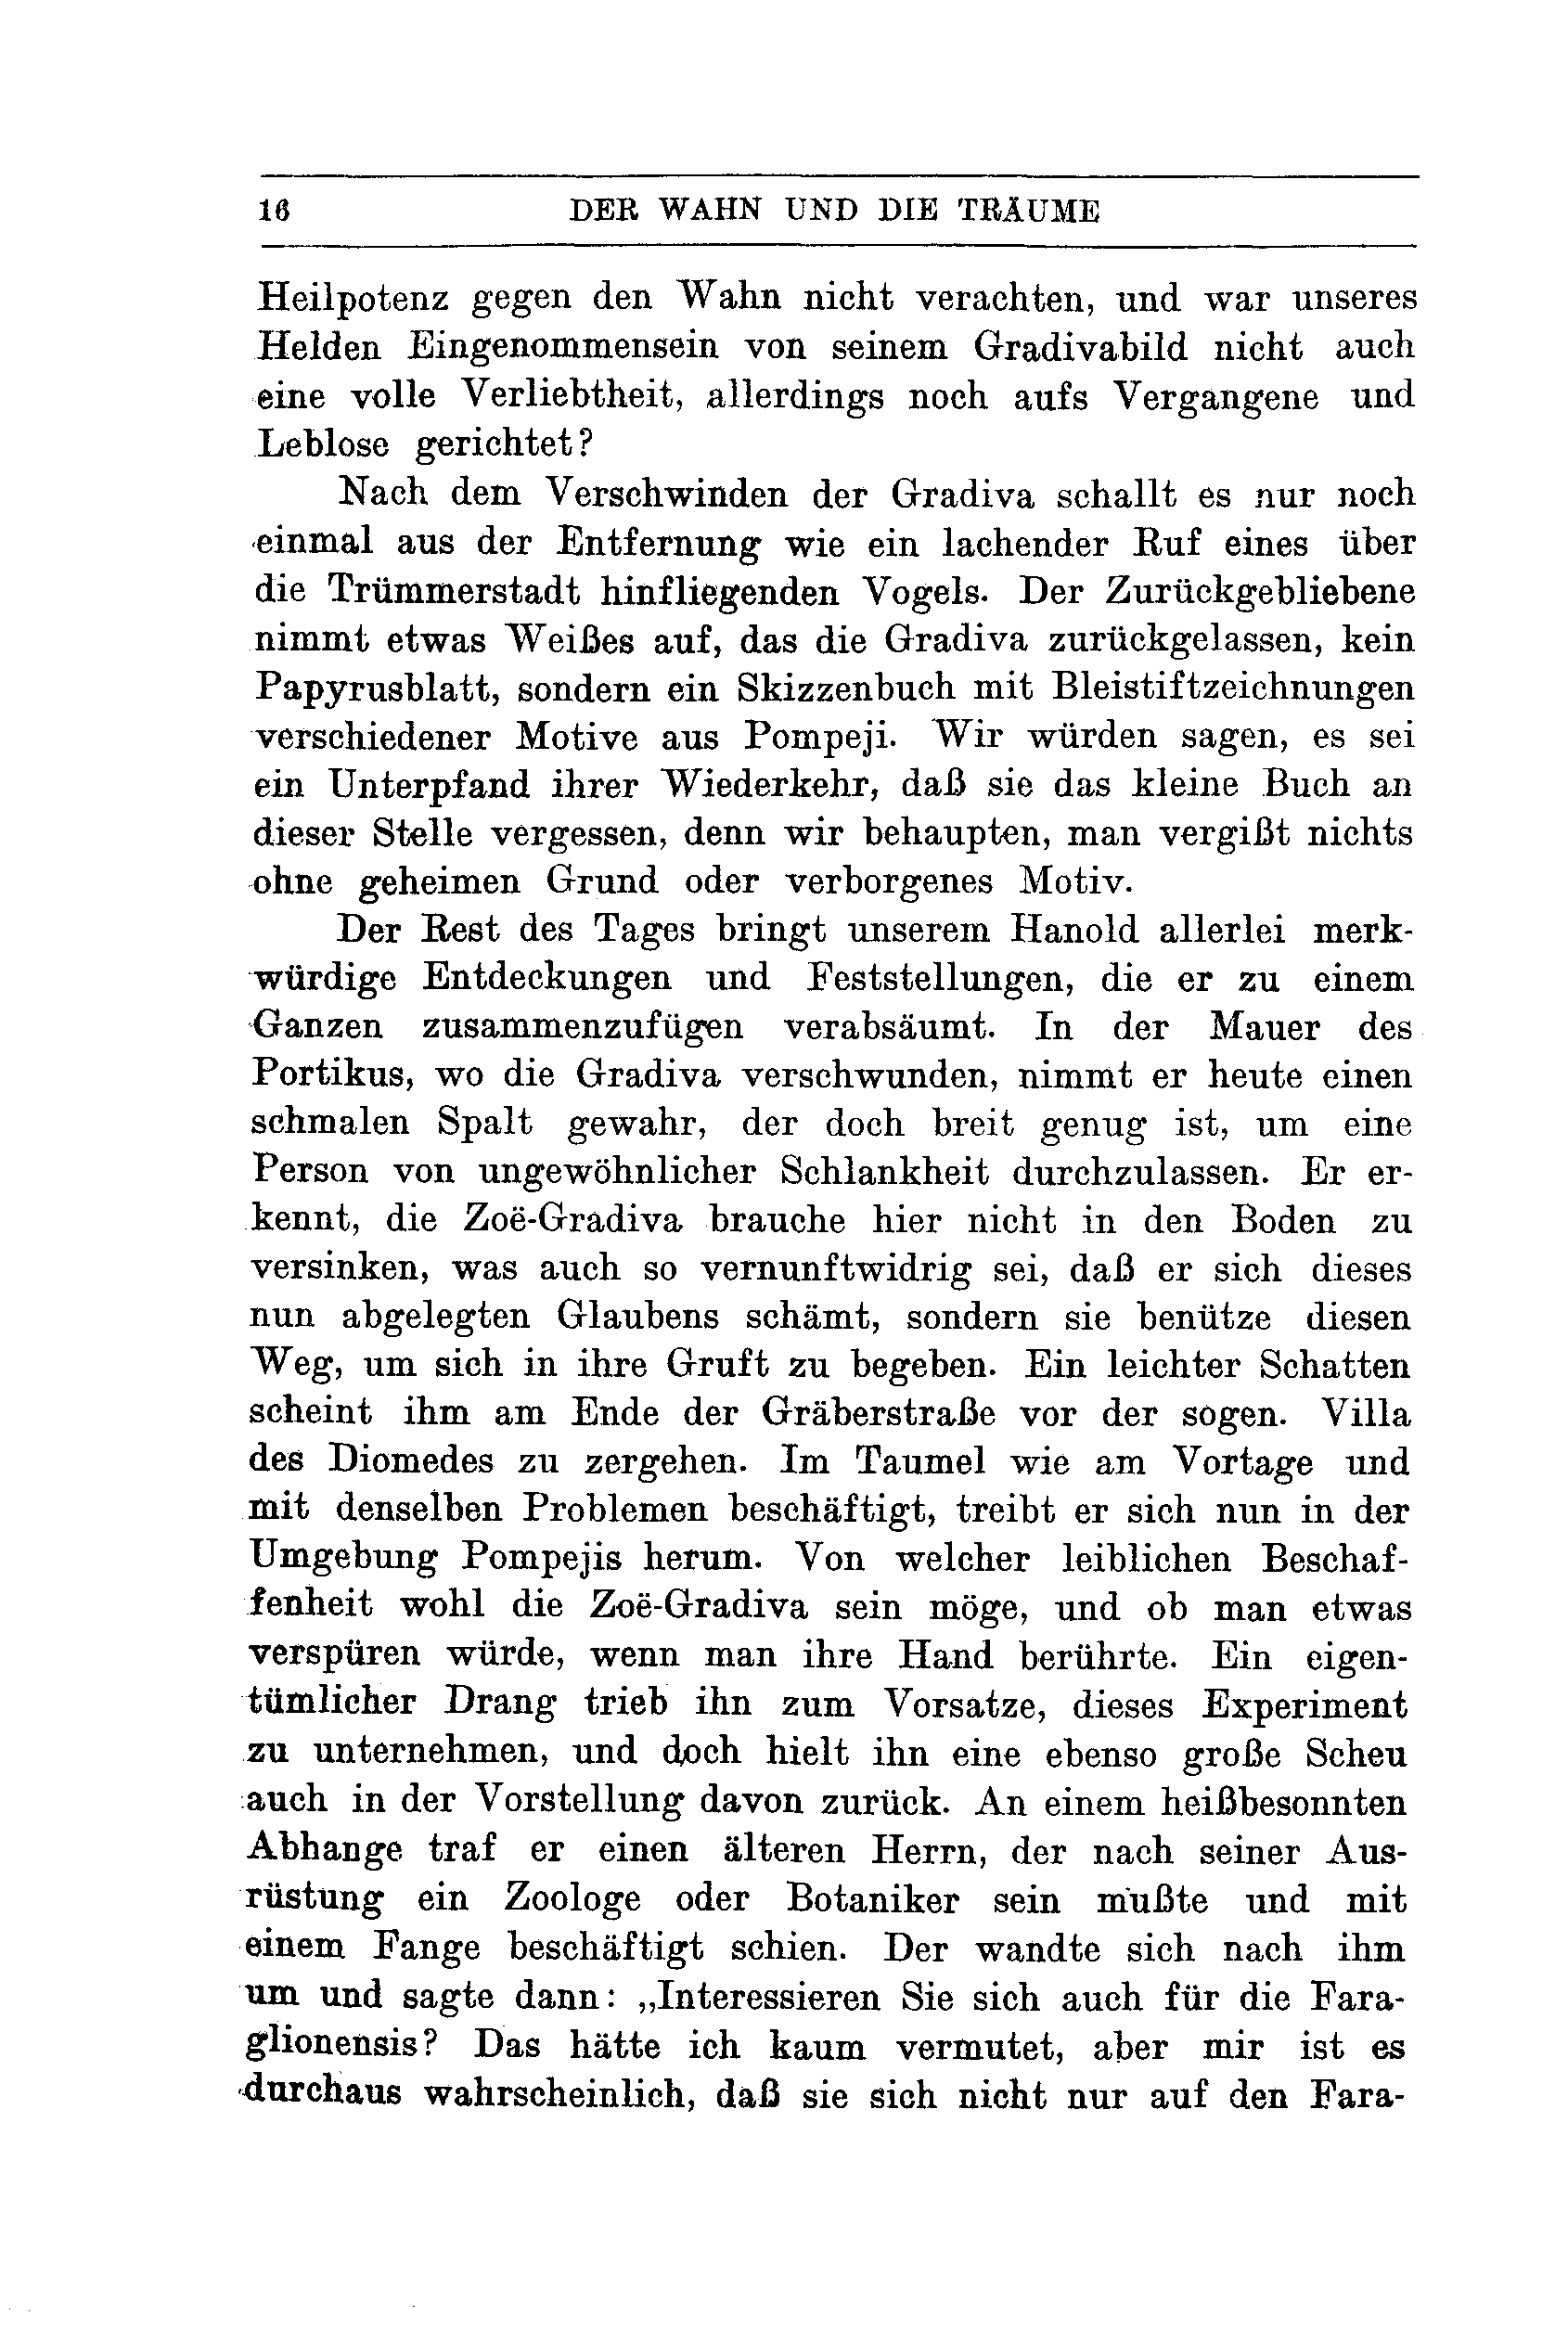 16 DER WAHN UND DIE TRÄUME
Heilpotenz gegen den Wahn nicht verachten, und war unseres
Helden Eingenommensein von seinem Gradivabild nicht auch
eine volle Verliebtheit, allerdings noch aufs Vergangene und
Leblose gerichtet?
Nach dem Verschwinden der Gradiva schallt es nur noch
einmal aus der Entfernung wie ein lachender Ruf eines über
die Trümmerstadt hinfliegenden Vogels. Der Zurückgebliebene
nimmt etwas Weißes auf, das die Gradiva zurückgelassen, kein
Papyrusblatt, sondern ein Skizzenbuch mit Bleistiftzeichnungen
verschiedener Motive aus Pompeji. Wir würden sagen, es sei
ein Unterpfand ihrer Wiederkehr, daß sie das kleine Buch an
dieser Stelle vergessen, denn wir behaupten, man vergißt nichts
ohne geheimen Grund oder verborgenes Motiv.
Der Rest des Tages bringt unserem Hanold allerlei merk-
würdige Entdeckungen und Feststellungen, die er zu einem
Ganzen zusammenzufügen verabsäumt. In der Mauer des
Portikus, wo die Gradiva verschwunden, nimmt er heute einen
schmalen Spalt gewahr, der doch breit genug ist, um eine
Person von ungewöhnlicher Schlankheit durchzulassen. Er er-
kennt, die Zoë-Gradiva brauche hier nicht in den Boden zu
versinken, was auch so vernunftwidrig sei, daß er sich dieses
nun abgelegten Glaubens schämt, sondern sie benütze diesen
Weg, um sich in ihre Gruft zu begeben. Ein leichter Schatten
scheint ihm am Ende der Gräberstraße vor der sogen. Villa
des Diomedes zu zergehen. Im Taumel wie am Vortage und
mit denselben Problemen beschäftigt, treibt er sich nun in der
Umgebung Pompejis herum. Von welcher leiblichen Beschaf-
fenheit wohl die Zoë-Gradiva sein möge, und ob man etwas
verspüren würde, wenn man ihre Hand berührte. Ein eigen-
tümlicher Drang trieb ihn zum Vorsatze, dieses Experiment
zu unternehmen, und doch hielt ihn eine ebenso große Scheu
auch in der Vorstellung davon zurück. An einem heißbesonnten
Abhange traf er einen älteren Herrn, der nach seiner Aus-
rüstung ein Zoologe oder Botaniker sein mußte und mit
einem Fange beschäftigt schien. Der wandte sich nach ihm
um und sagte dann: „Interessieren Sie sich auch für die Fara-
glionensis? Das hätte ich kaum vermutet, aber mir ist es
durchaus wahrscheinlich, daß sie sich nicht nur auf den Fara-